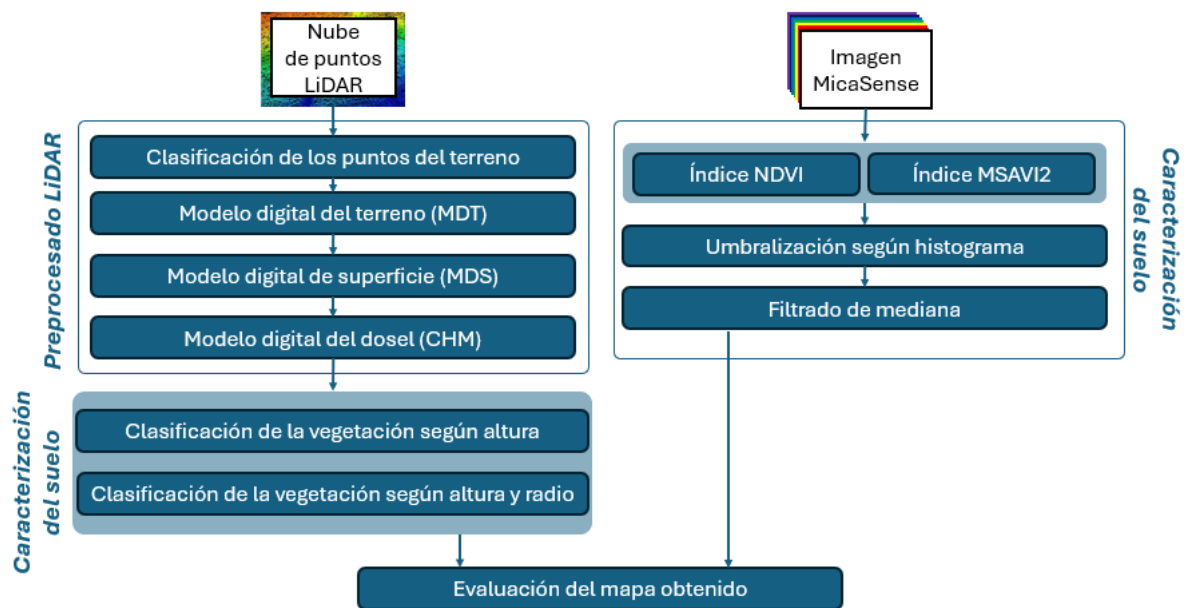 Nube
de puntos
LiDAR
Preprocesado LiDAR
Clasificación de los puntos del terreno
Modelo digital del terreno (MDT)
Modelo digital de superficie (MDS)
Modelo digital del dosel (CHM)
Caracterización
del suelo
Clasificación de la vegetación según altura
Clasificación de la vegetación según altura y radio
Imagen
MicaSense
Índice NDVI
Índice MSAVI2
Umbralización según histograma
Filtrado de mediana
Caracterización
del suelo
Evaluación del mapa obtenido